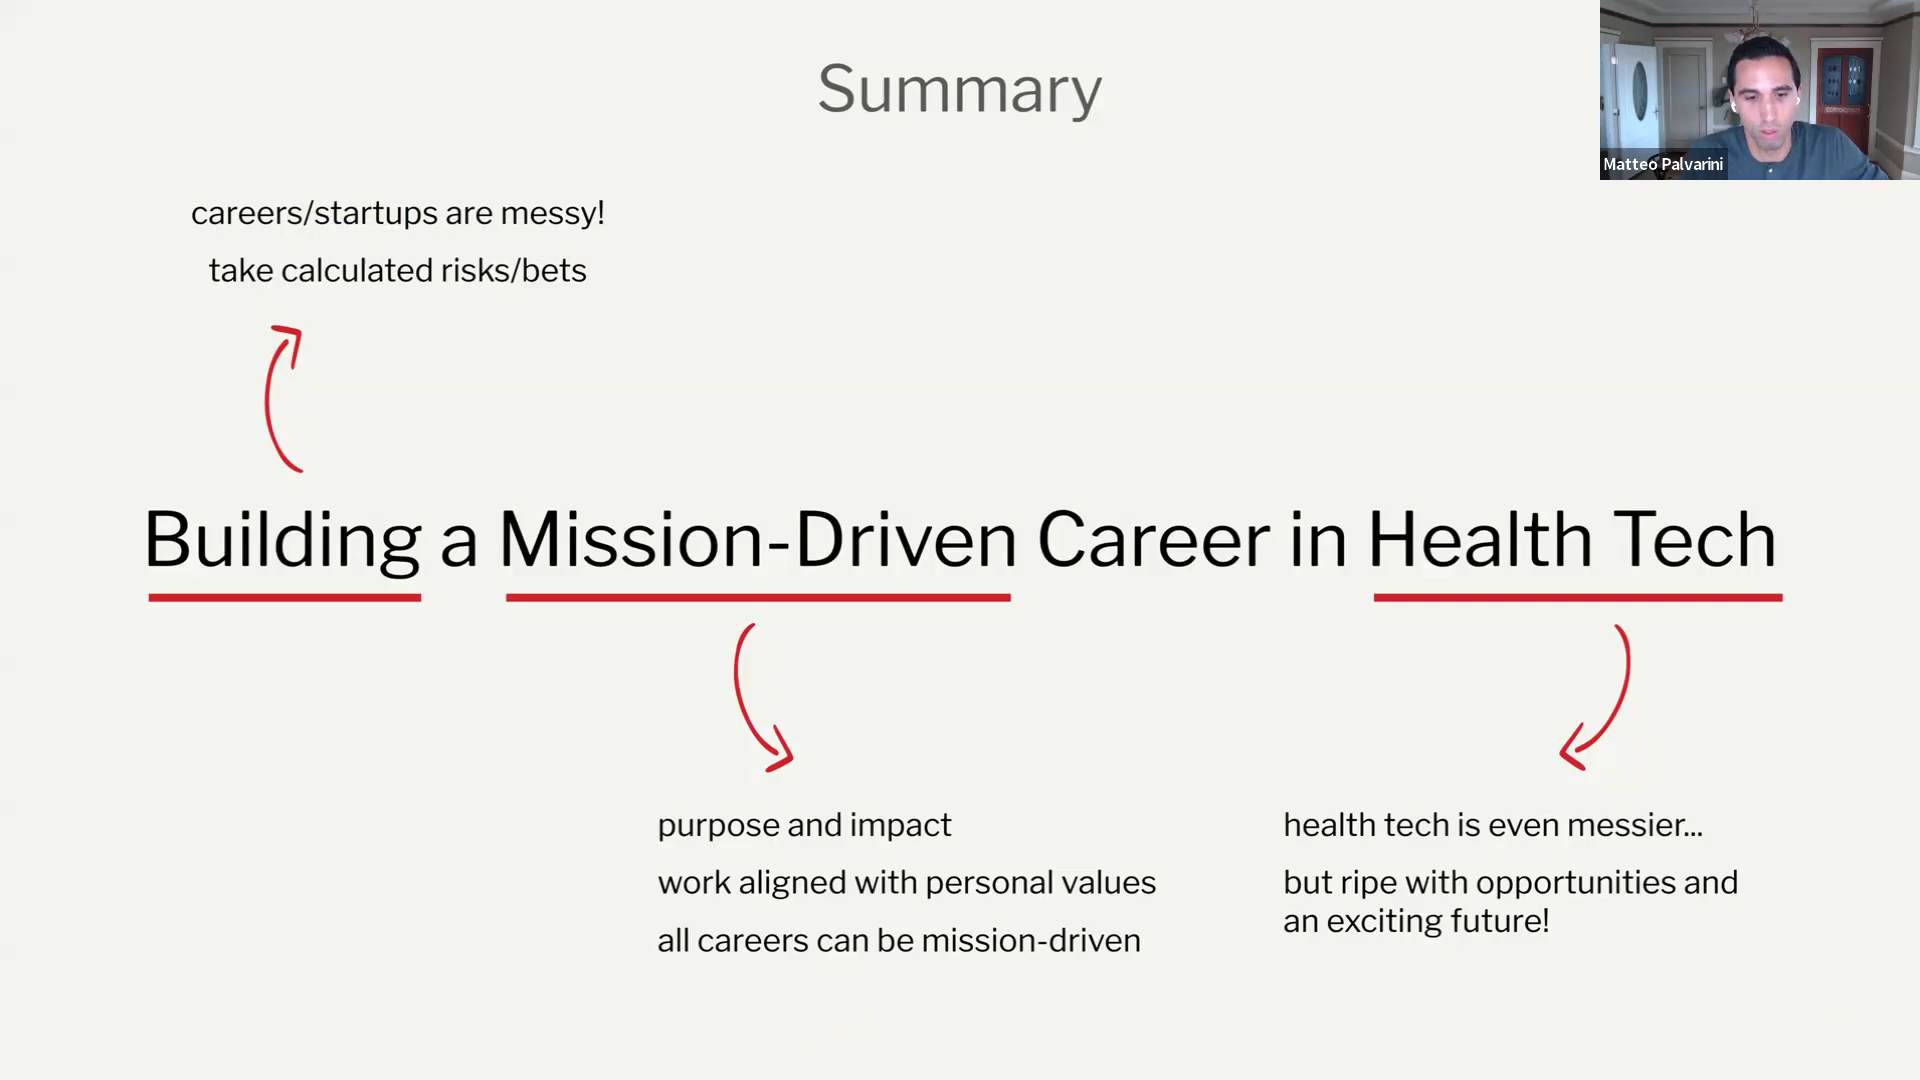 Summary
Matteo Palvarini
careers/startups are messy!
take calculated risks/bets
Building a Mission-Driven Career in Health Tech
purpose and impact
work aligned with personal values
all careers can be mission-driven
health tech is even messier...
but ripe with opportunities and
an exciting future!